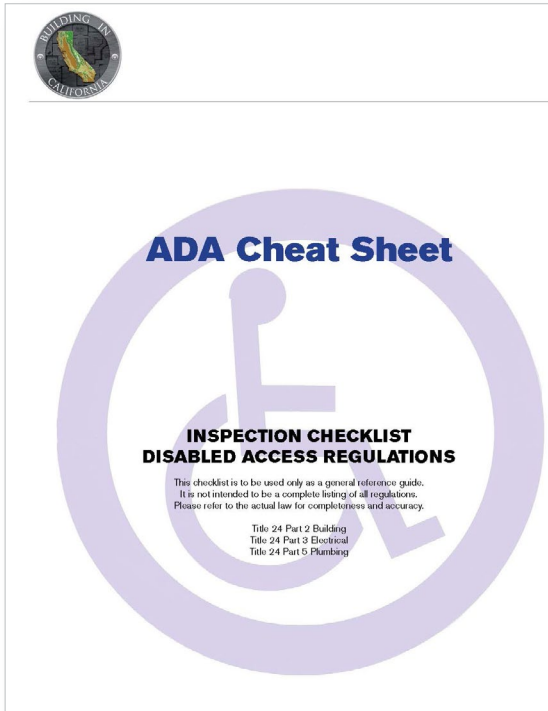 BUILDING IN
CALIFORNIA
ADA Cheat Sheet
INSPECTION CHECKLIST
DISABLED ACCESS REGULATIONS
This checklist is to be used only as a general reference guide.
It is not intended to be a complete listing of all regulations.
Please refer to the actual law for completeness and accuracy.
Title 24 Part 2 Building
Title 24 Part 3 Electrical
Title 24 Part 5 Plumbing